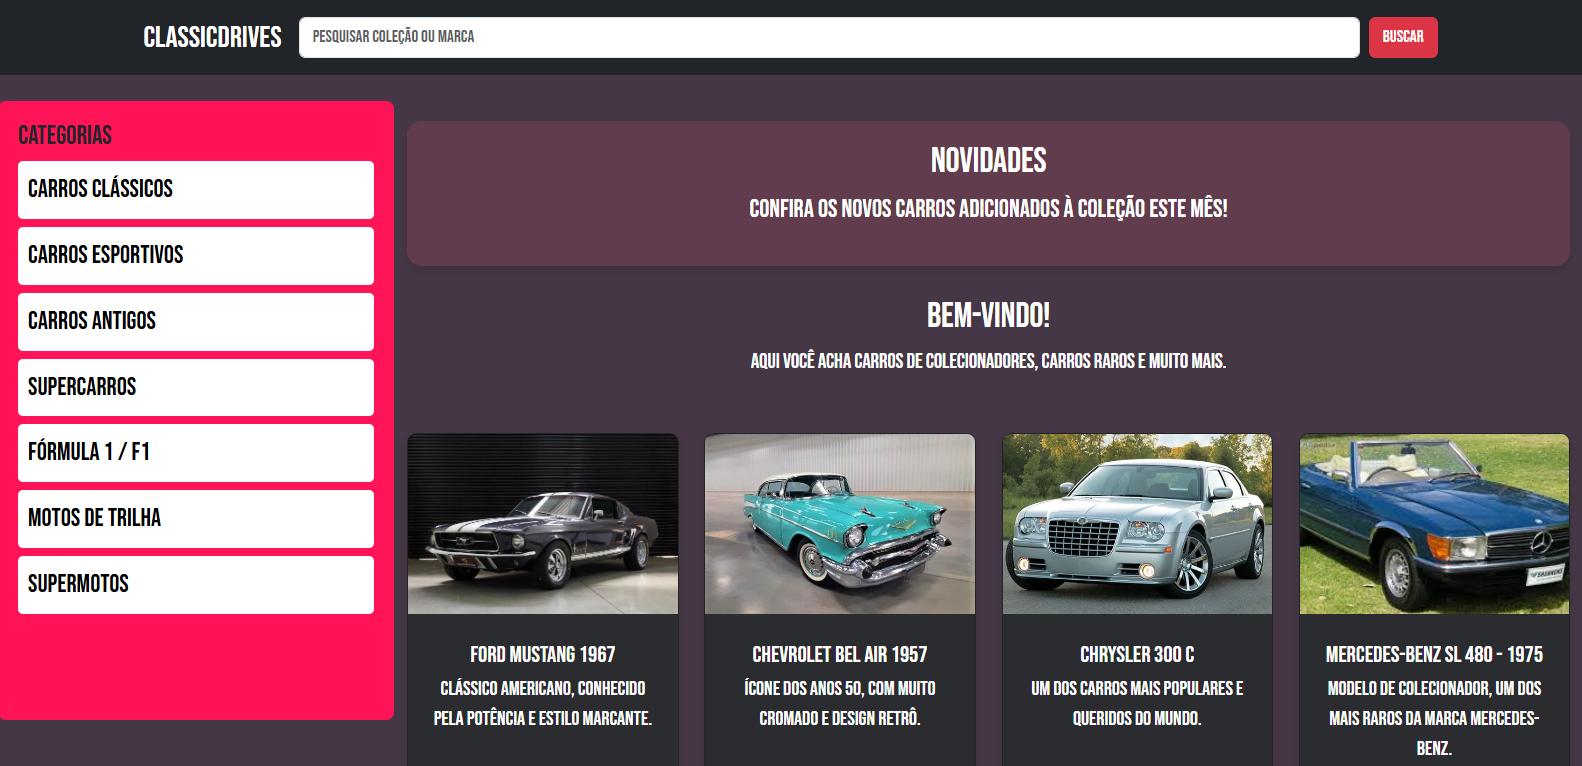 CLASSICDRIVES
PESQUISAR COLEÇÃO OU MARCA
BUSCAR
CATEGORIAS
CARROS CLÁSSICOS
CARROS ESPORTIVOS
CARROS ANTIGOS
SUPERCARROS
FÓRMULA 1 / F1
MOTOS DE TRILHA
SUPERMOTOS
NOVIDADES
CONFIRA OS NOVOS CARROS ADICIONADOS À COLEÇÃO ESTE MÊS!
BEM-VINDO!
AQUI VOCÊ ACHA CARROS DE COLECIONADORES, CARROS RAROS E MUITO MAIS.
FORD MUSTANG 1967
CLÁSSICO AMERICANO, CONHECIDO
PELA POTÊNCIA E ESTILO MARCANTE.
CHEVROLET BEL AIR 1957
ÍCONE DOS ANOS 50, COM MUITO
CROMADO E DESIGN RETRÔ.
CHRYSLER 300 C
UM DOS CARROS MAIS POPULARES E
QUERIDOS DO MUNDO.
MERCEDES-BENZ SL 480 - 1975
MODELO DE COLECIONADOR, UM DOS
MAIS RAROS DA MARCA MERCEDES-
BENZ.